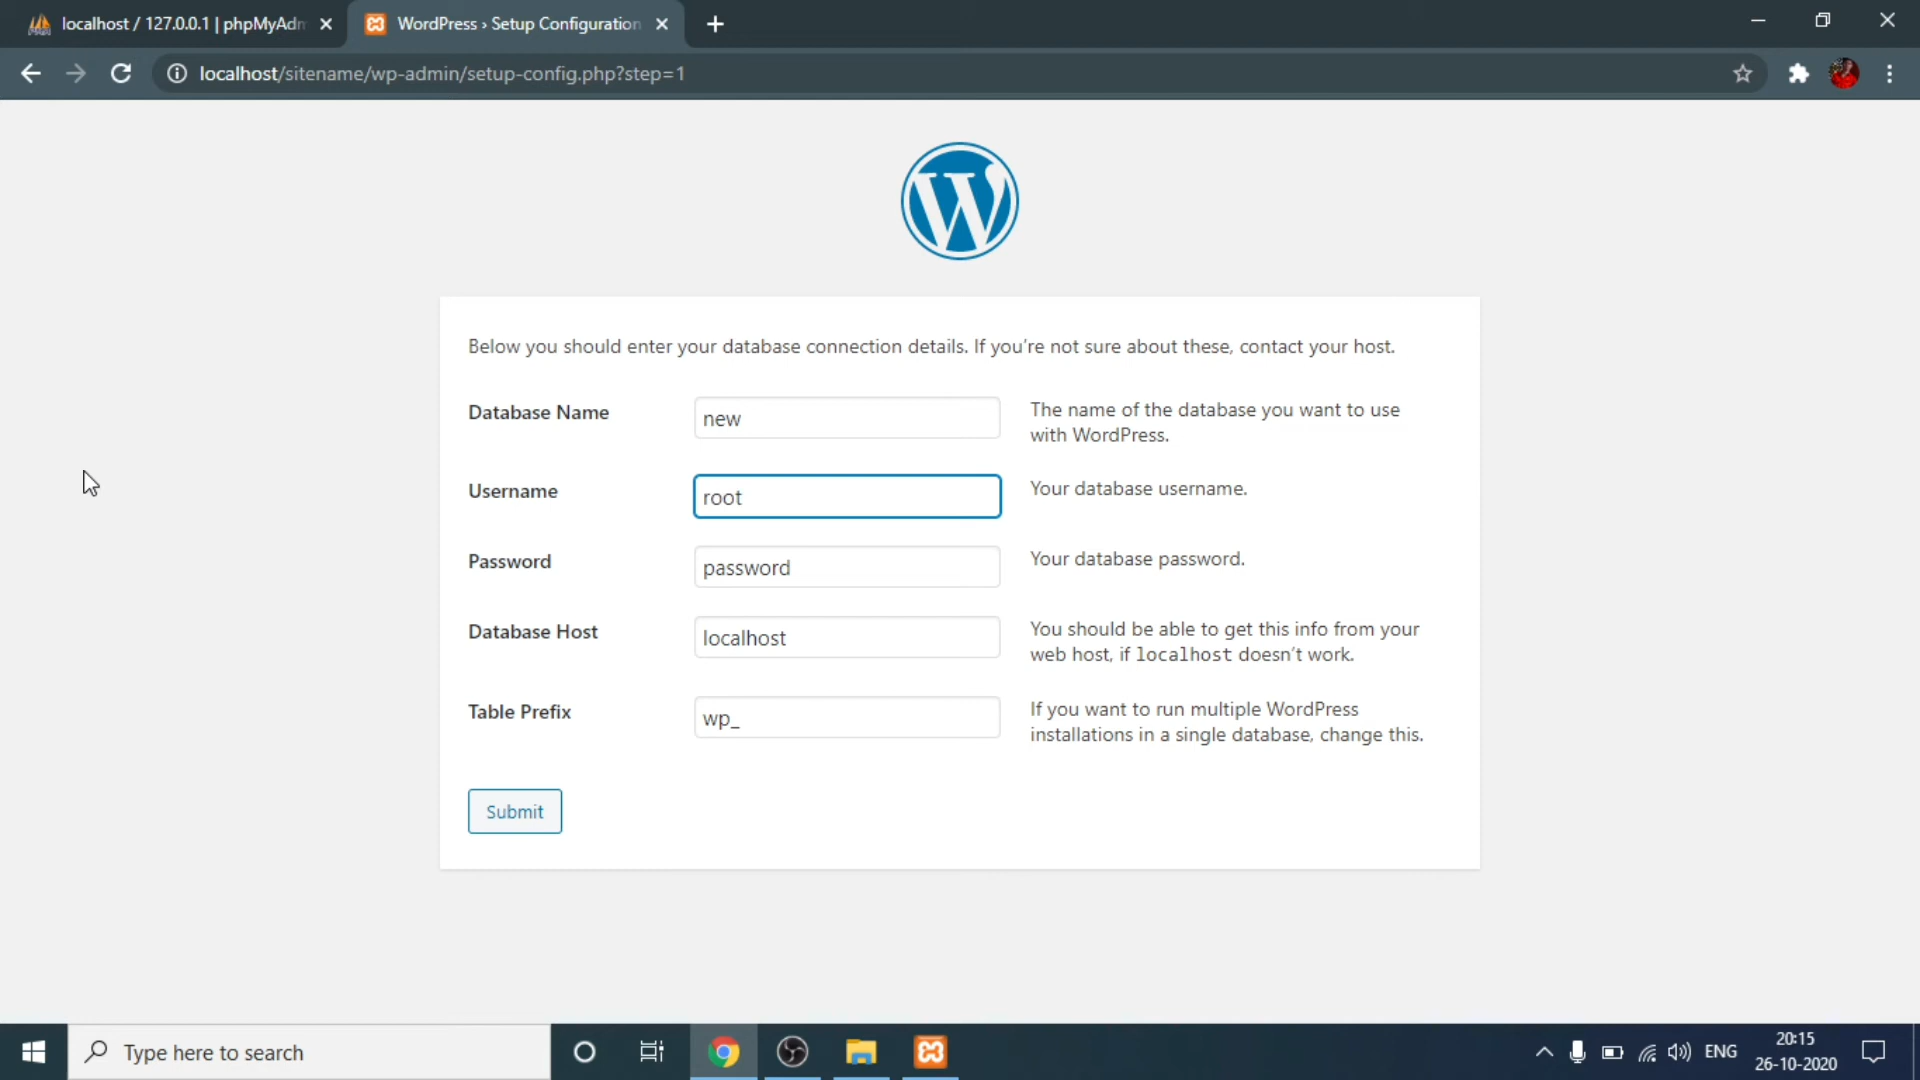 localhost / 127.0.0.1 | phpMyAdm
WordPress › Setup Configuration
localhost/sitename/wp-admin/setup-config.php?step=1
Below you should enter your database connection details. If you’re not sure about these, contact your host.
Database Name
new
The name of the database you want to use
with WordPress.
Username
root
Your database username.
Password
password
Your database password.
Database Host
localhost
You should be able to get this info from your
web host, if localhost doesn’t work.
Table Prefix
wp_
If you want to run multiple WordPress
installations in a single database, change this.
Submit
Type here to search
ENG
20:15
26-10-2020